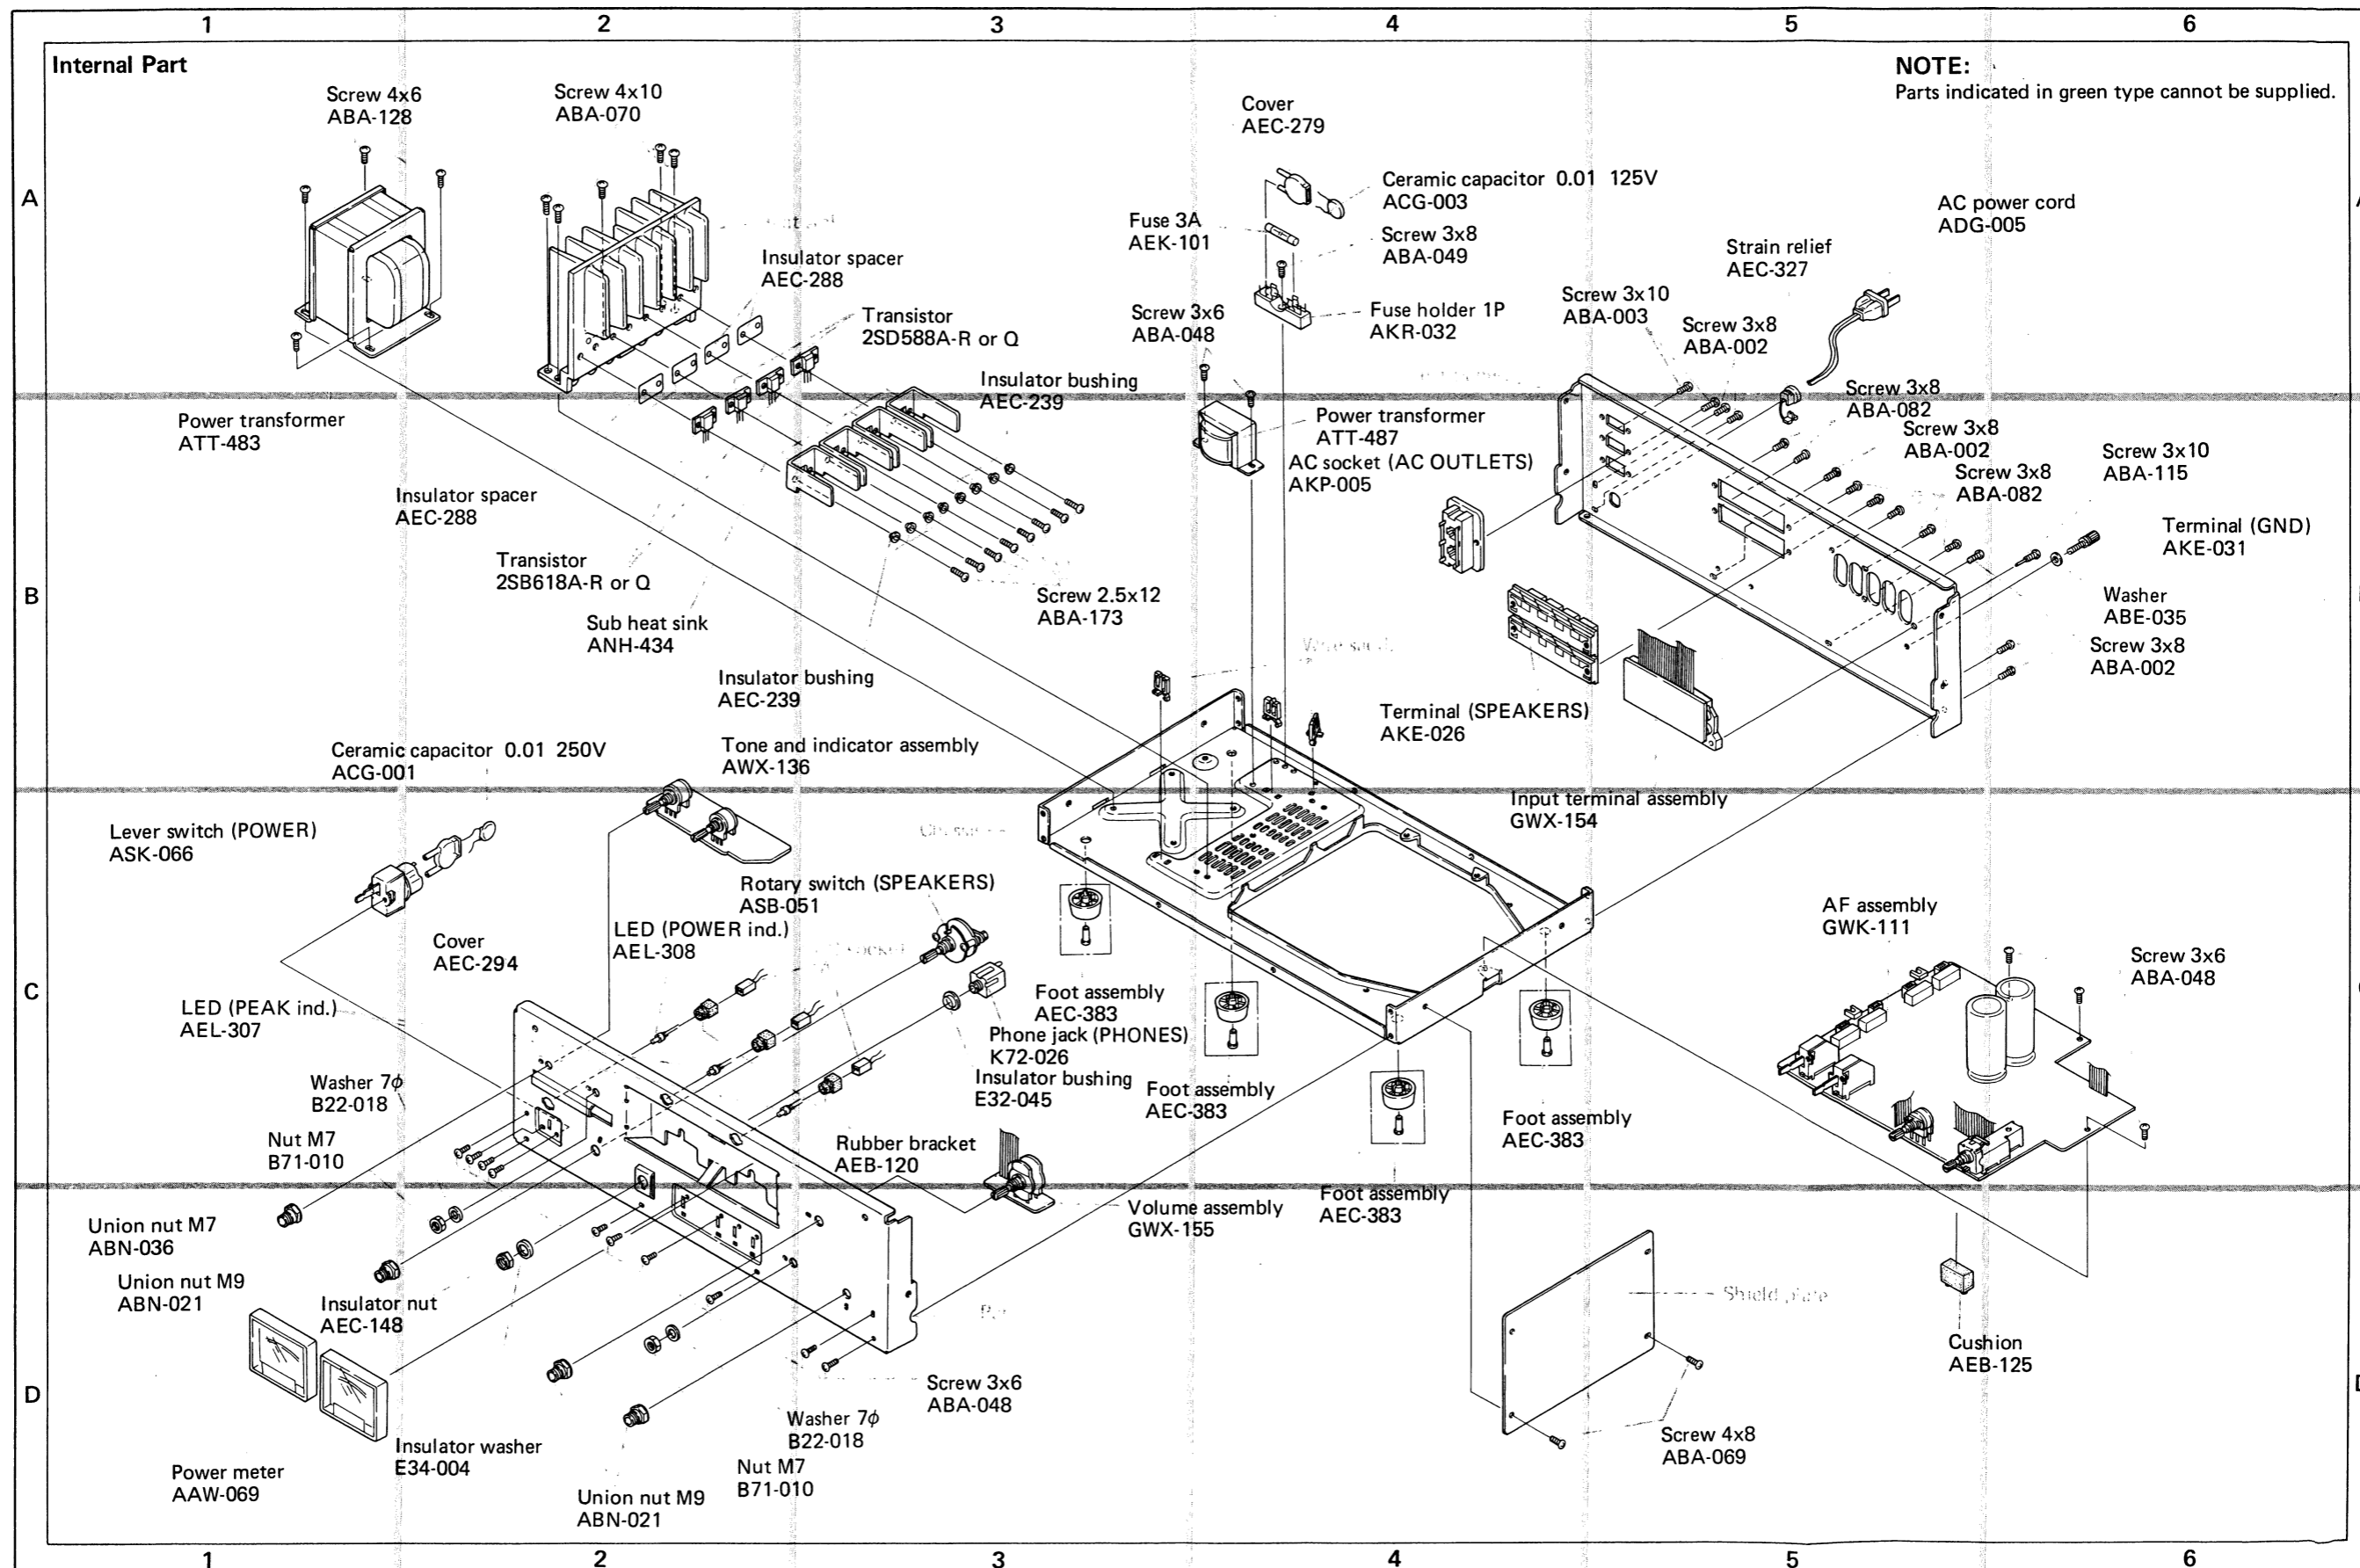 1 2 3 4 5 6
Internal Part
NOTE:
Parts indicated in green type cannot be supplied.
Screw 4x6
ABA-128
Screw 4x10
ABA-070
Cover
AEC-279
A
Ceramic capacitor 0.01 125V
ACG-003
Fuse 3A
AEK-101
Screw 3x8
ABA-049
AC power cord
ADG-005
Strain relief
AEC-327
Insulator spacer
AEC-288
Transistor
2SD588A-R or Q
Screw 3x6
ABA-048
Fuse holder 1P
AKR-032
Screw 3x10
ABA-003
Screw 3x8
ABA-002
Insulator bushing
AEC-239
Screw 3x8
ABA-082
Power transformer
ATT-483
Power transformer
ATT-487
Screw 3x8
ABA-002
AC socket (AC OUTLETS)
AKP-005
Screw 3x8
ABA-082
Screw 3x10
ABA-115
Insulator spacer
AEC-288
Terminal (GND)
AKE-031
Transistor
2SB618A-R or Q
B
Screw 2.5x12
ABA-173
Washer
ABE-035
Sub heat sink
ANH-434
Screw 3x8
ABA-002
Insulator bushing
AEC-239
Terminal (SPEAKERS)
AKE-026
Ceramic capacitor 0.01 250V
ACG-001
Tone and indicator assembly
AWX-136
Input terminal assembly
GWX-154
Lever switch (POWER)
ASK-066
Rotary switch (SPEAKERS)
ASB-051
AF assembly
GWK-111
Cover
AEC-294
LED (POWER ind.)
AEL-308
Screw 3x6
ABA-048
C
LED (PEAK ind.)
AEL-307
Foot assembly
AEC-383
Phone jack (PHONES)
K72-026
Insulator bushing
E32-045
Washer 7ϕ
B22-018
Foot assembly
AEC-383
Foot assembly
AEC-383
Nut M7
B71-010
Rubber bracket
AEB-120
Foot assembly
AEC-383
Volume assembly
GWX-155
Union nut M7
ABN-036
Union nut M9
ABN-021
Insulator nut
AEC-148
Shield plate
Cushion
AEB-125
D
Screw 3x6
ABA-048
Washer 7ϕ
B22-018
Screw 4x8
ABA-069
Insulator washer
E34-004
Power meter
AAW-069
Nut M7
B71-010
Union nut M9
ABN-021
1 2 3 4 5 6